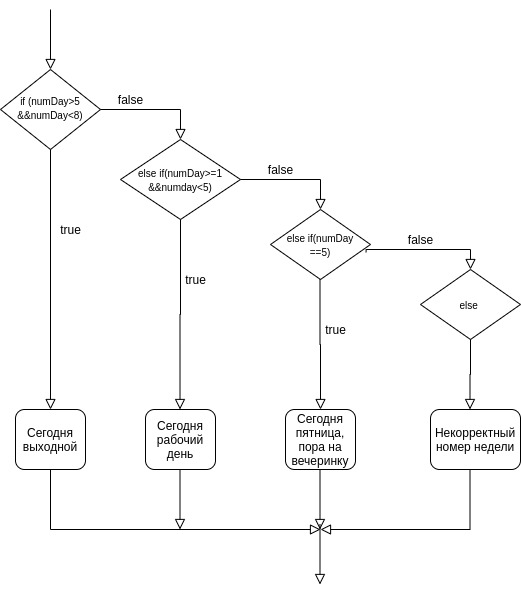 if (numDay>5
&&numDay<8)
false
else if(numDay>=1
&&numday<5)
false
else if(numDay
==5)
false
else
true
true
true
Сегодня
выходной
Сегодня
рабочий
день
Сегодня
пятница,
пора на
вечеринку
Некорректный
номер недели